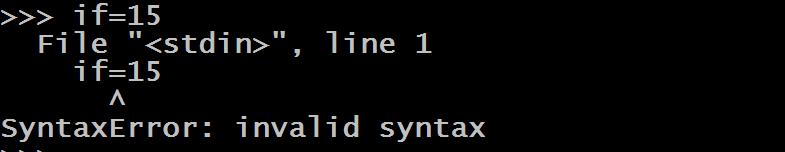 >>> if=15
  File "<stdin>", line 1
    if=15
      ^
SyntaxError: invalid syntax
>>>